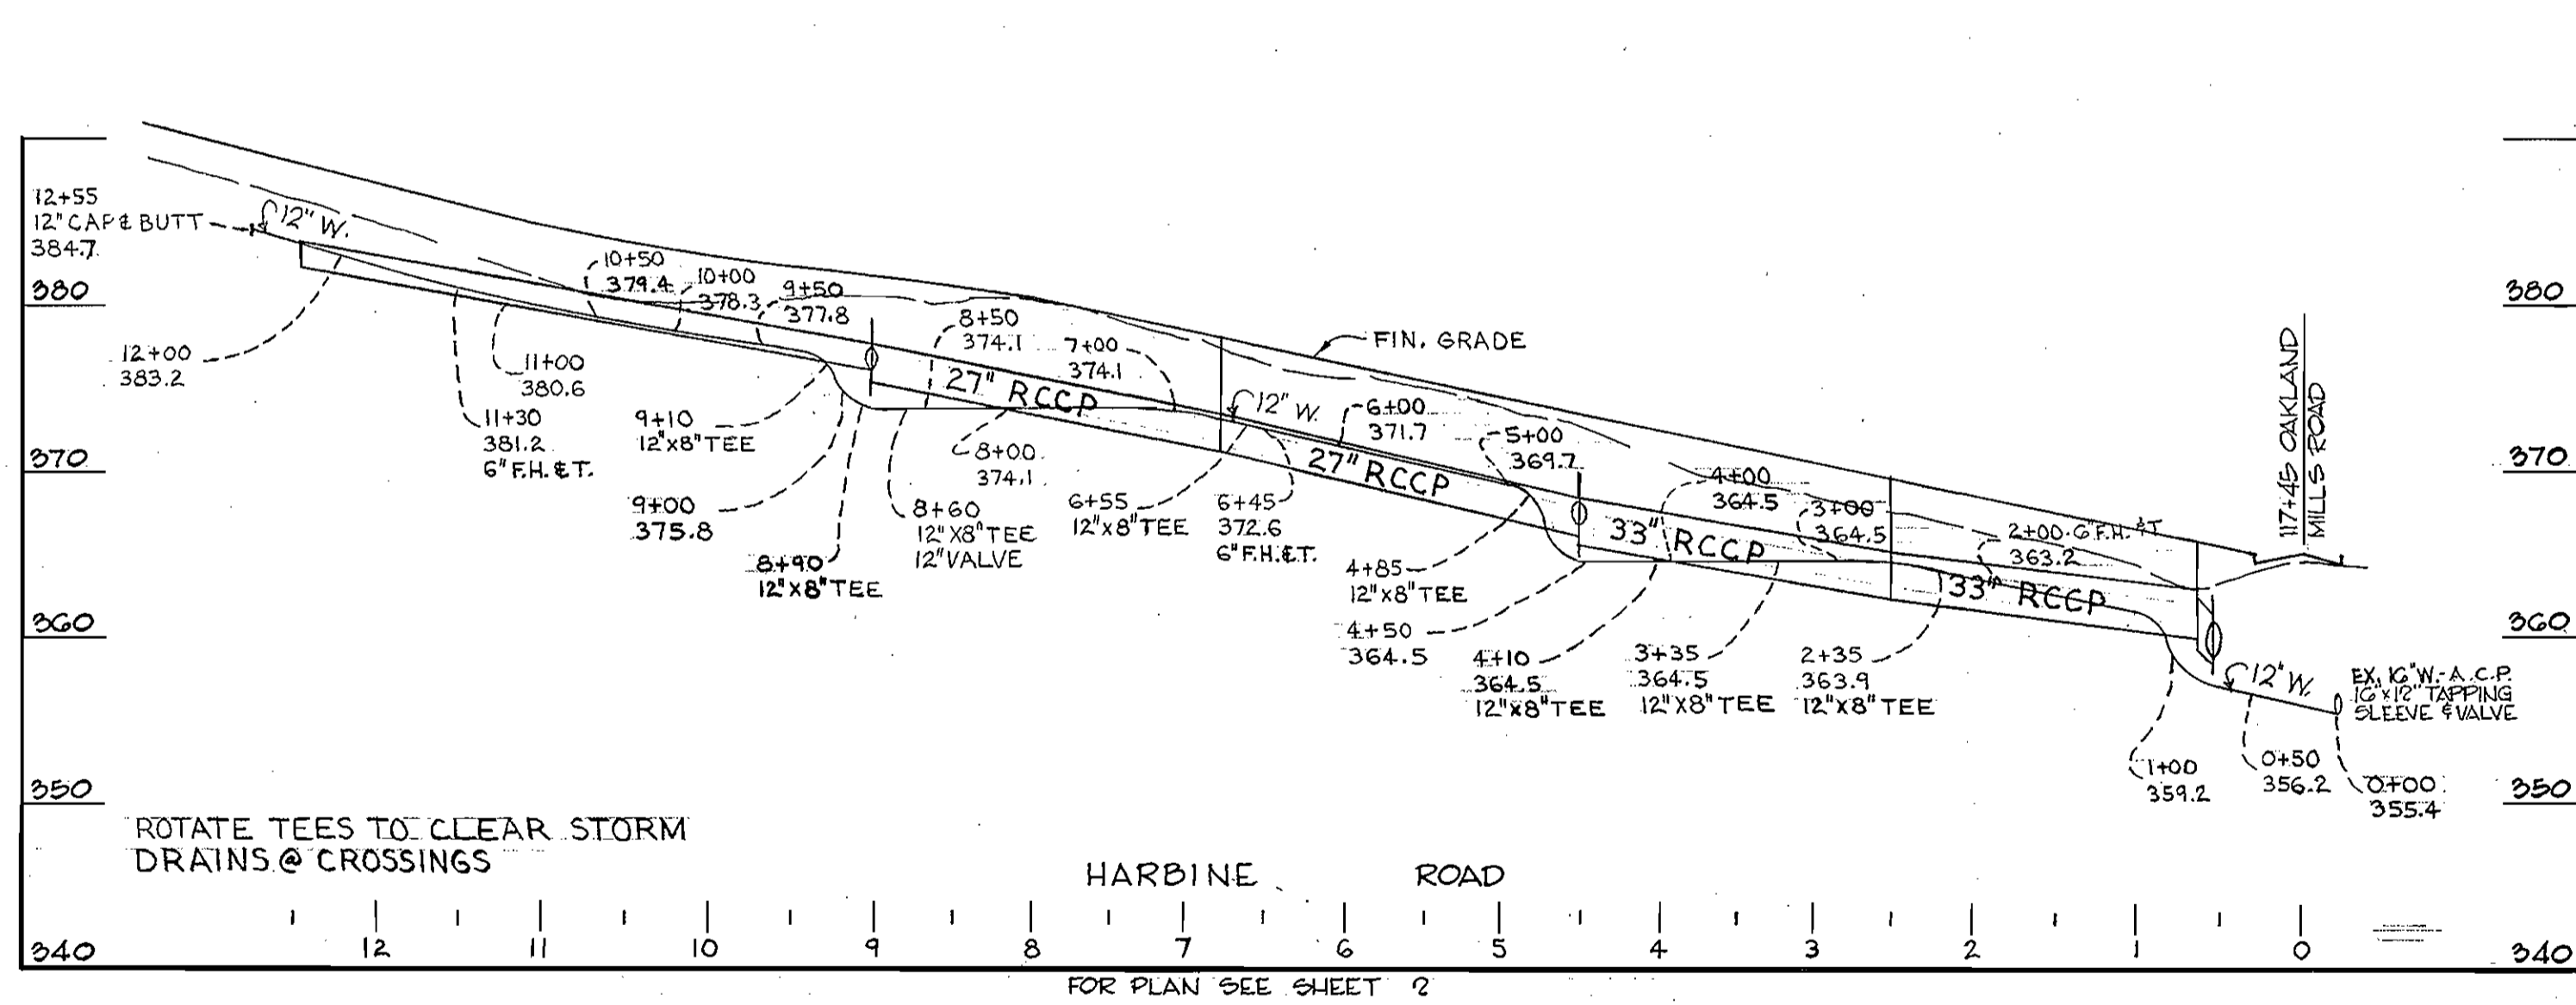 12+55
12" CAP & BUTT
384.7
12" W.
380
370
360
350
340
12+00
383.2
11+30
381.2
6" F.H. & T.
11+00
380.6
10+50
379.4
10+00
378.3
9+50
377.8
9+10
12"X8" TEE
9+00
375.8
8+90
12"X8" TEE
8+60
12"X8" TEE
12" VALVE
8+50
374.1
27" RCCP
8+00
374.1
7+00
374.1
6+55
12"X8" TEE
12" W.
6+45
372.6
6" F.H. & T.
FIN. GRADE
6+00
371.7
27" RCCP
5+00
369.7
4+85
12"X8" TEE
4+50
364.5
33" RCCP
4+10
364.5
12"X8" TEE
4+00
364.5
3+35
364.5
12"X8" TEE
3+00
364.5
2+35
363.9
12"X8" TEE
2+00 6" F.H. & T
363.2
33" RCCP
117+45 OAKLAND
MILLS ROAD
12" W.
EX. 16" W.- A.C.P.
16"X12" TAPPING
SLEEVE & VALVE
1+00
359.2
0+50
356.2
0+00
355.4
380
370
360
350
340
ROTATE TEES TO CLEAR STORM
DRAINS @ CROSSINGS
HARBINE ROAD
12 11 10 9 8 7 6 5 4 3 2 1 0
FOR PLAN SEE SHEET 2